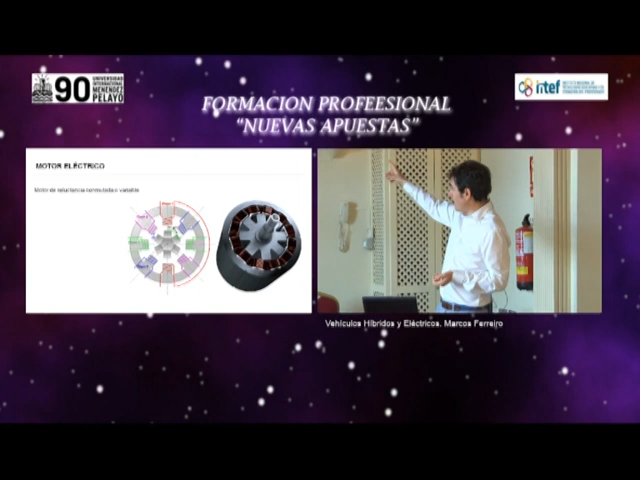 90
UNIVERSIDAD
INTERNACIONAL
MENÉNDEZ
PELAYO
intef
FORMACION PROFEESIONAL
"NUEVAS APUESTAS"
MOTOR ELÉCTRICO
Motor de reluctancia conmutada o variable
Vehículos Híbridos y Eléctricos. Marcos Ferreiro